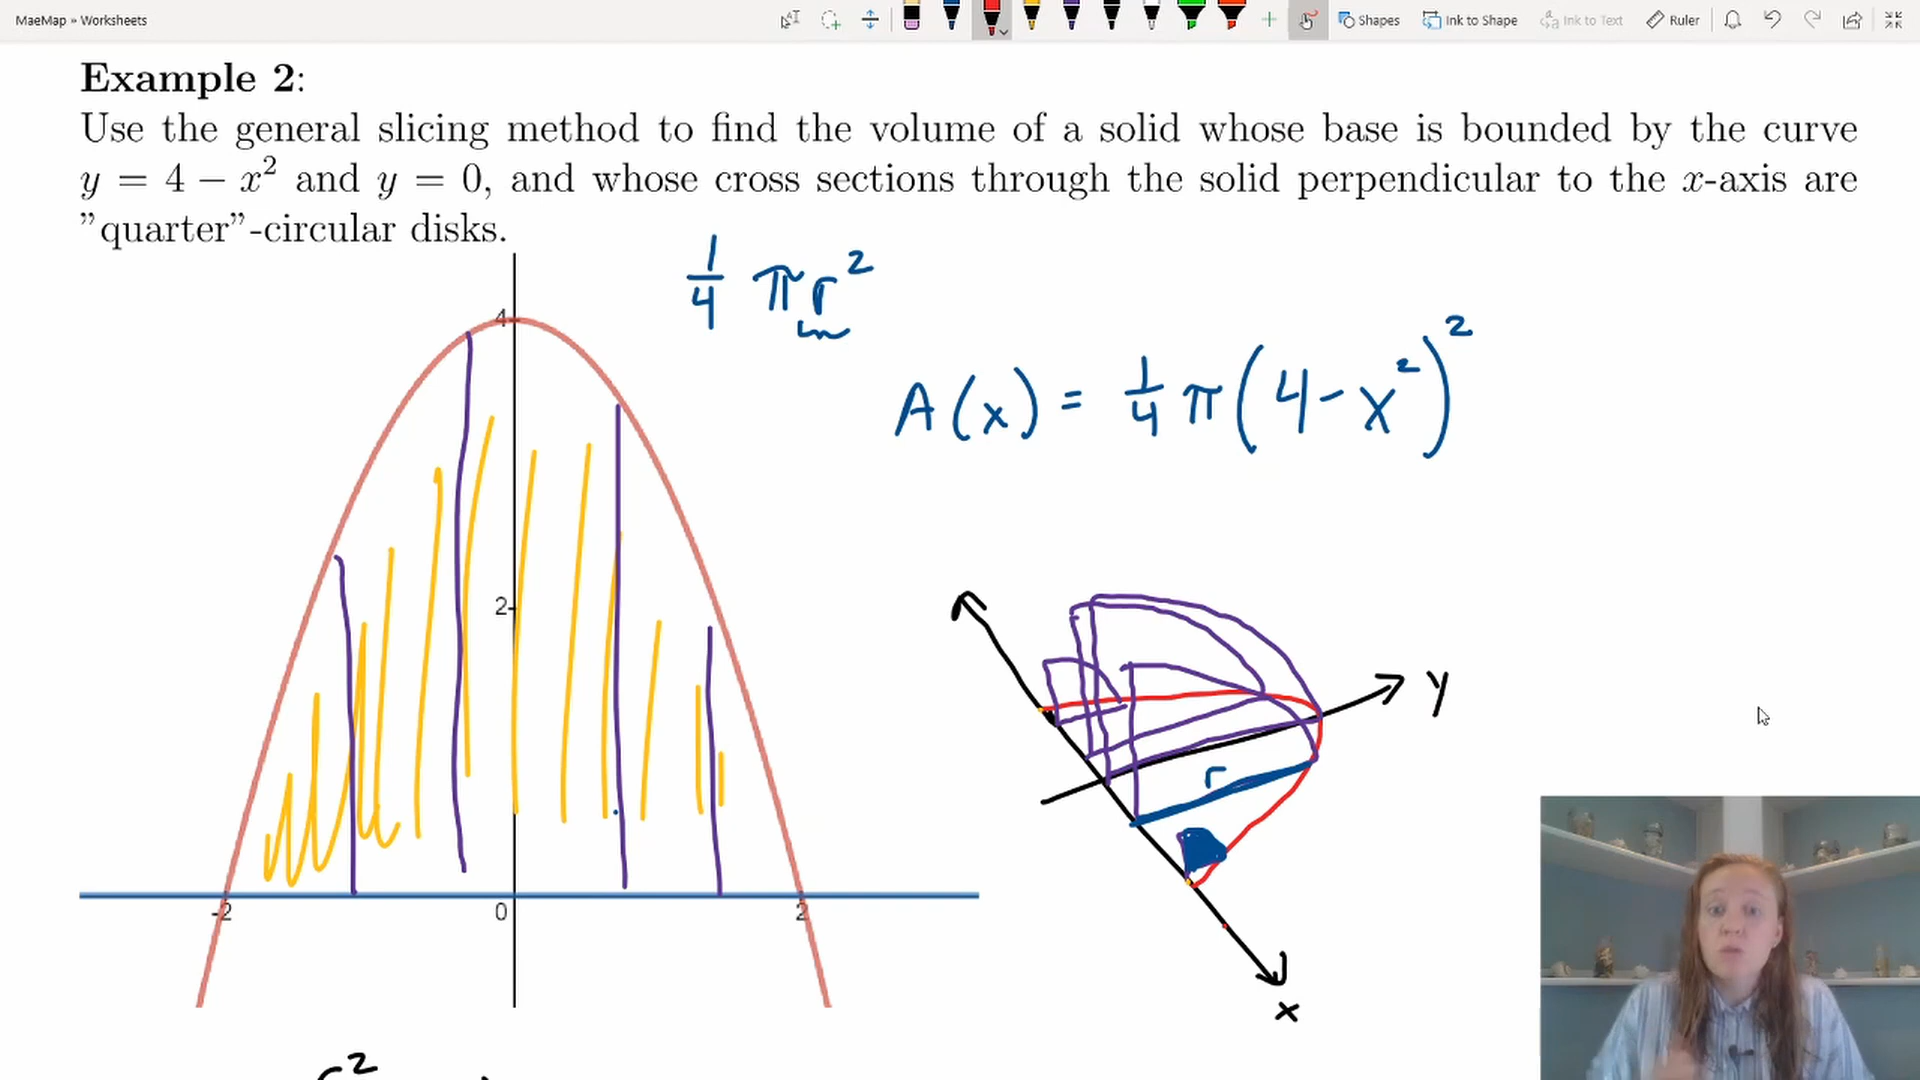 MaeMap » Worksheets
Shapes Ink to Shape Ink to Text Ruler
Example 2:
Use the general slicing method to find the volume of a solid whose base is bounded by the curve
y = 4 − x² and y = 0, and whose cross sections through the solid perpendicular to the x-axis are
”quarter”-circular disks.
1/4 πr²
A(x) = 1/4 π(4-x²)²
4
2
-2 0 2
y
r
x